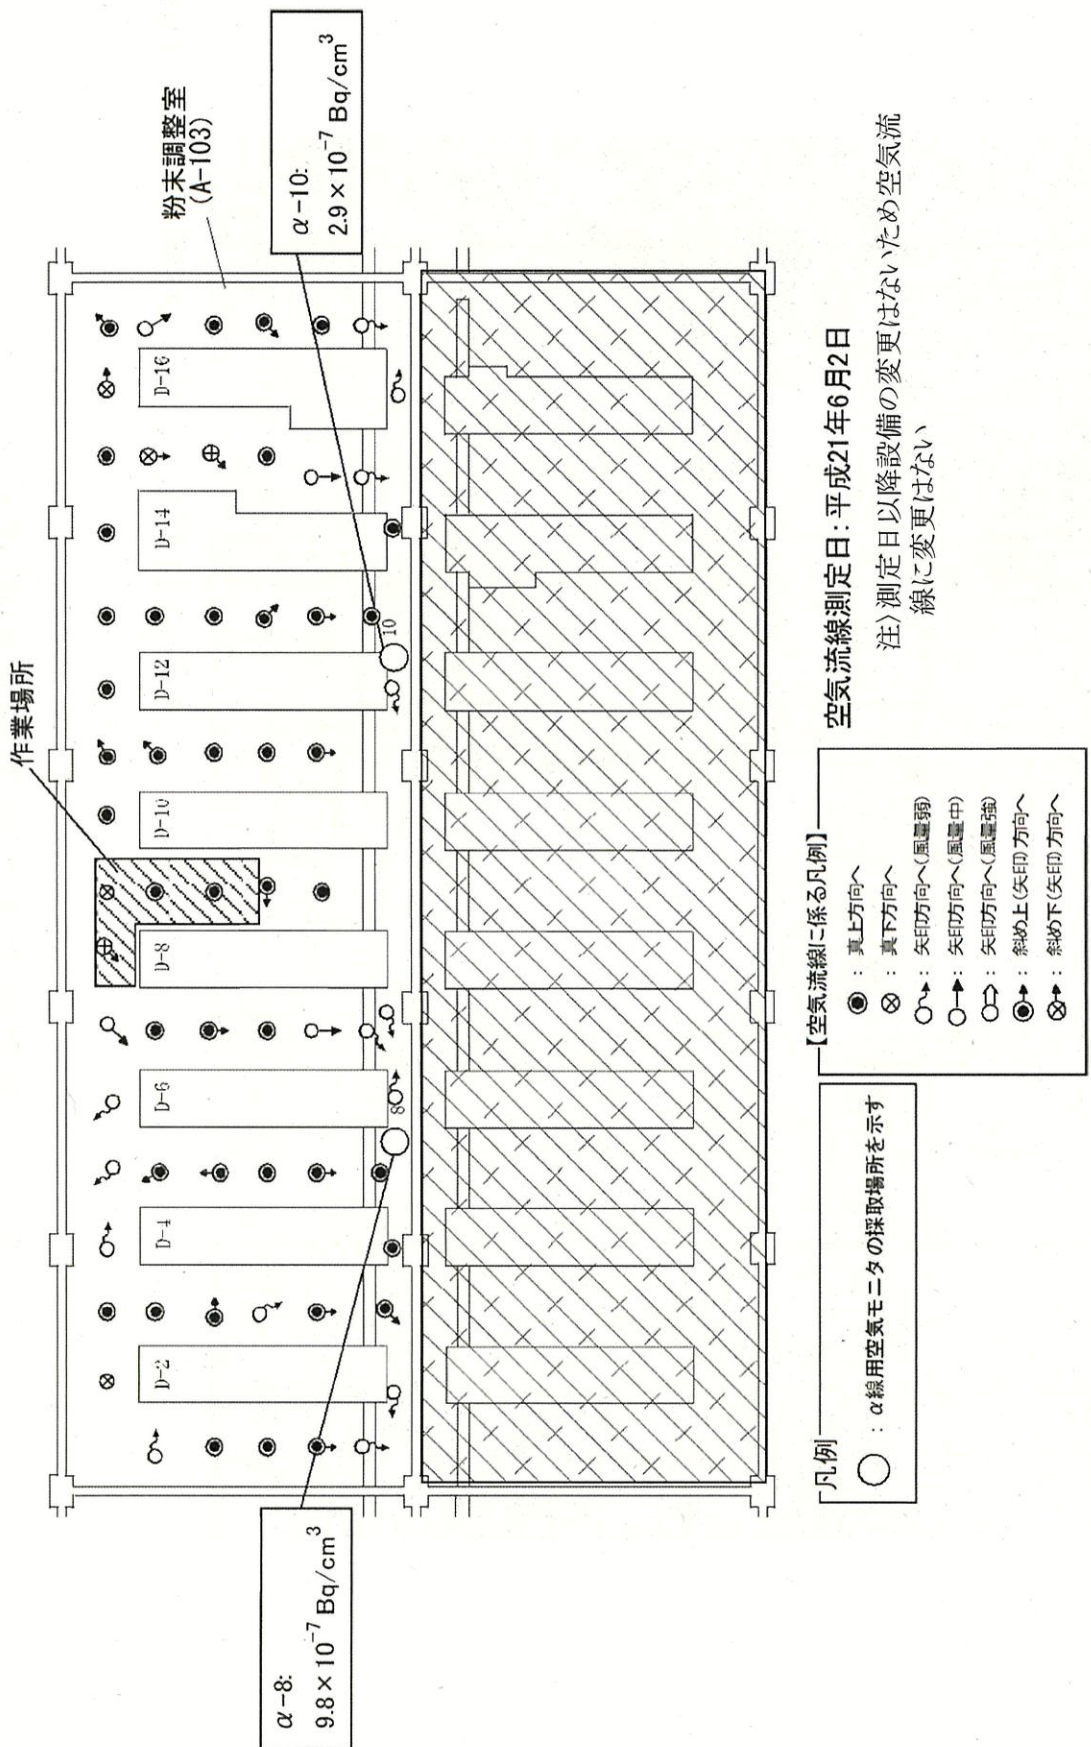 作業場所
粉末調整室
(A-103)
D-2
D-4
D-6
D-8
D-10
D-12
D-14
D-16
8
10
α-8:
9.8×10⁻⁷ Bq/cm³
α-10:
2.9×10⁻⁷ Bq/cm³
空気流線測定日：平成21年6月2日
注）測定日以降設備の変更はないため空気流
線に変更はない
凡例
：α線用空気モニタの採取場所を示す
【空気流線に係る凡例】
：真上方向へ
：真下方向へ
：矢印方向へ(風量弱)
：矢印方向へ(風量中)
：矢印方向へ(風量強)
：斜め上(矢印)方向へ
：斜め下(矢印)方向へ